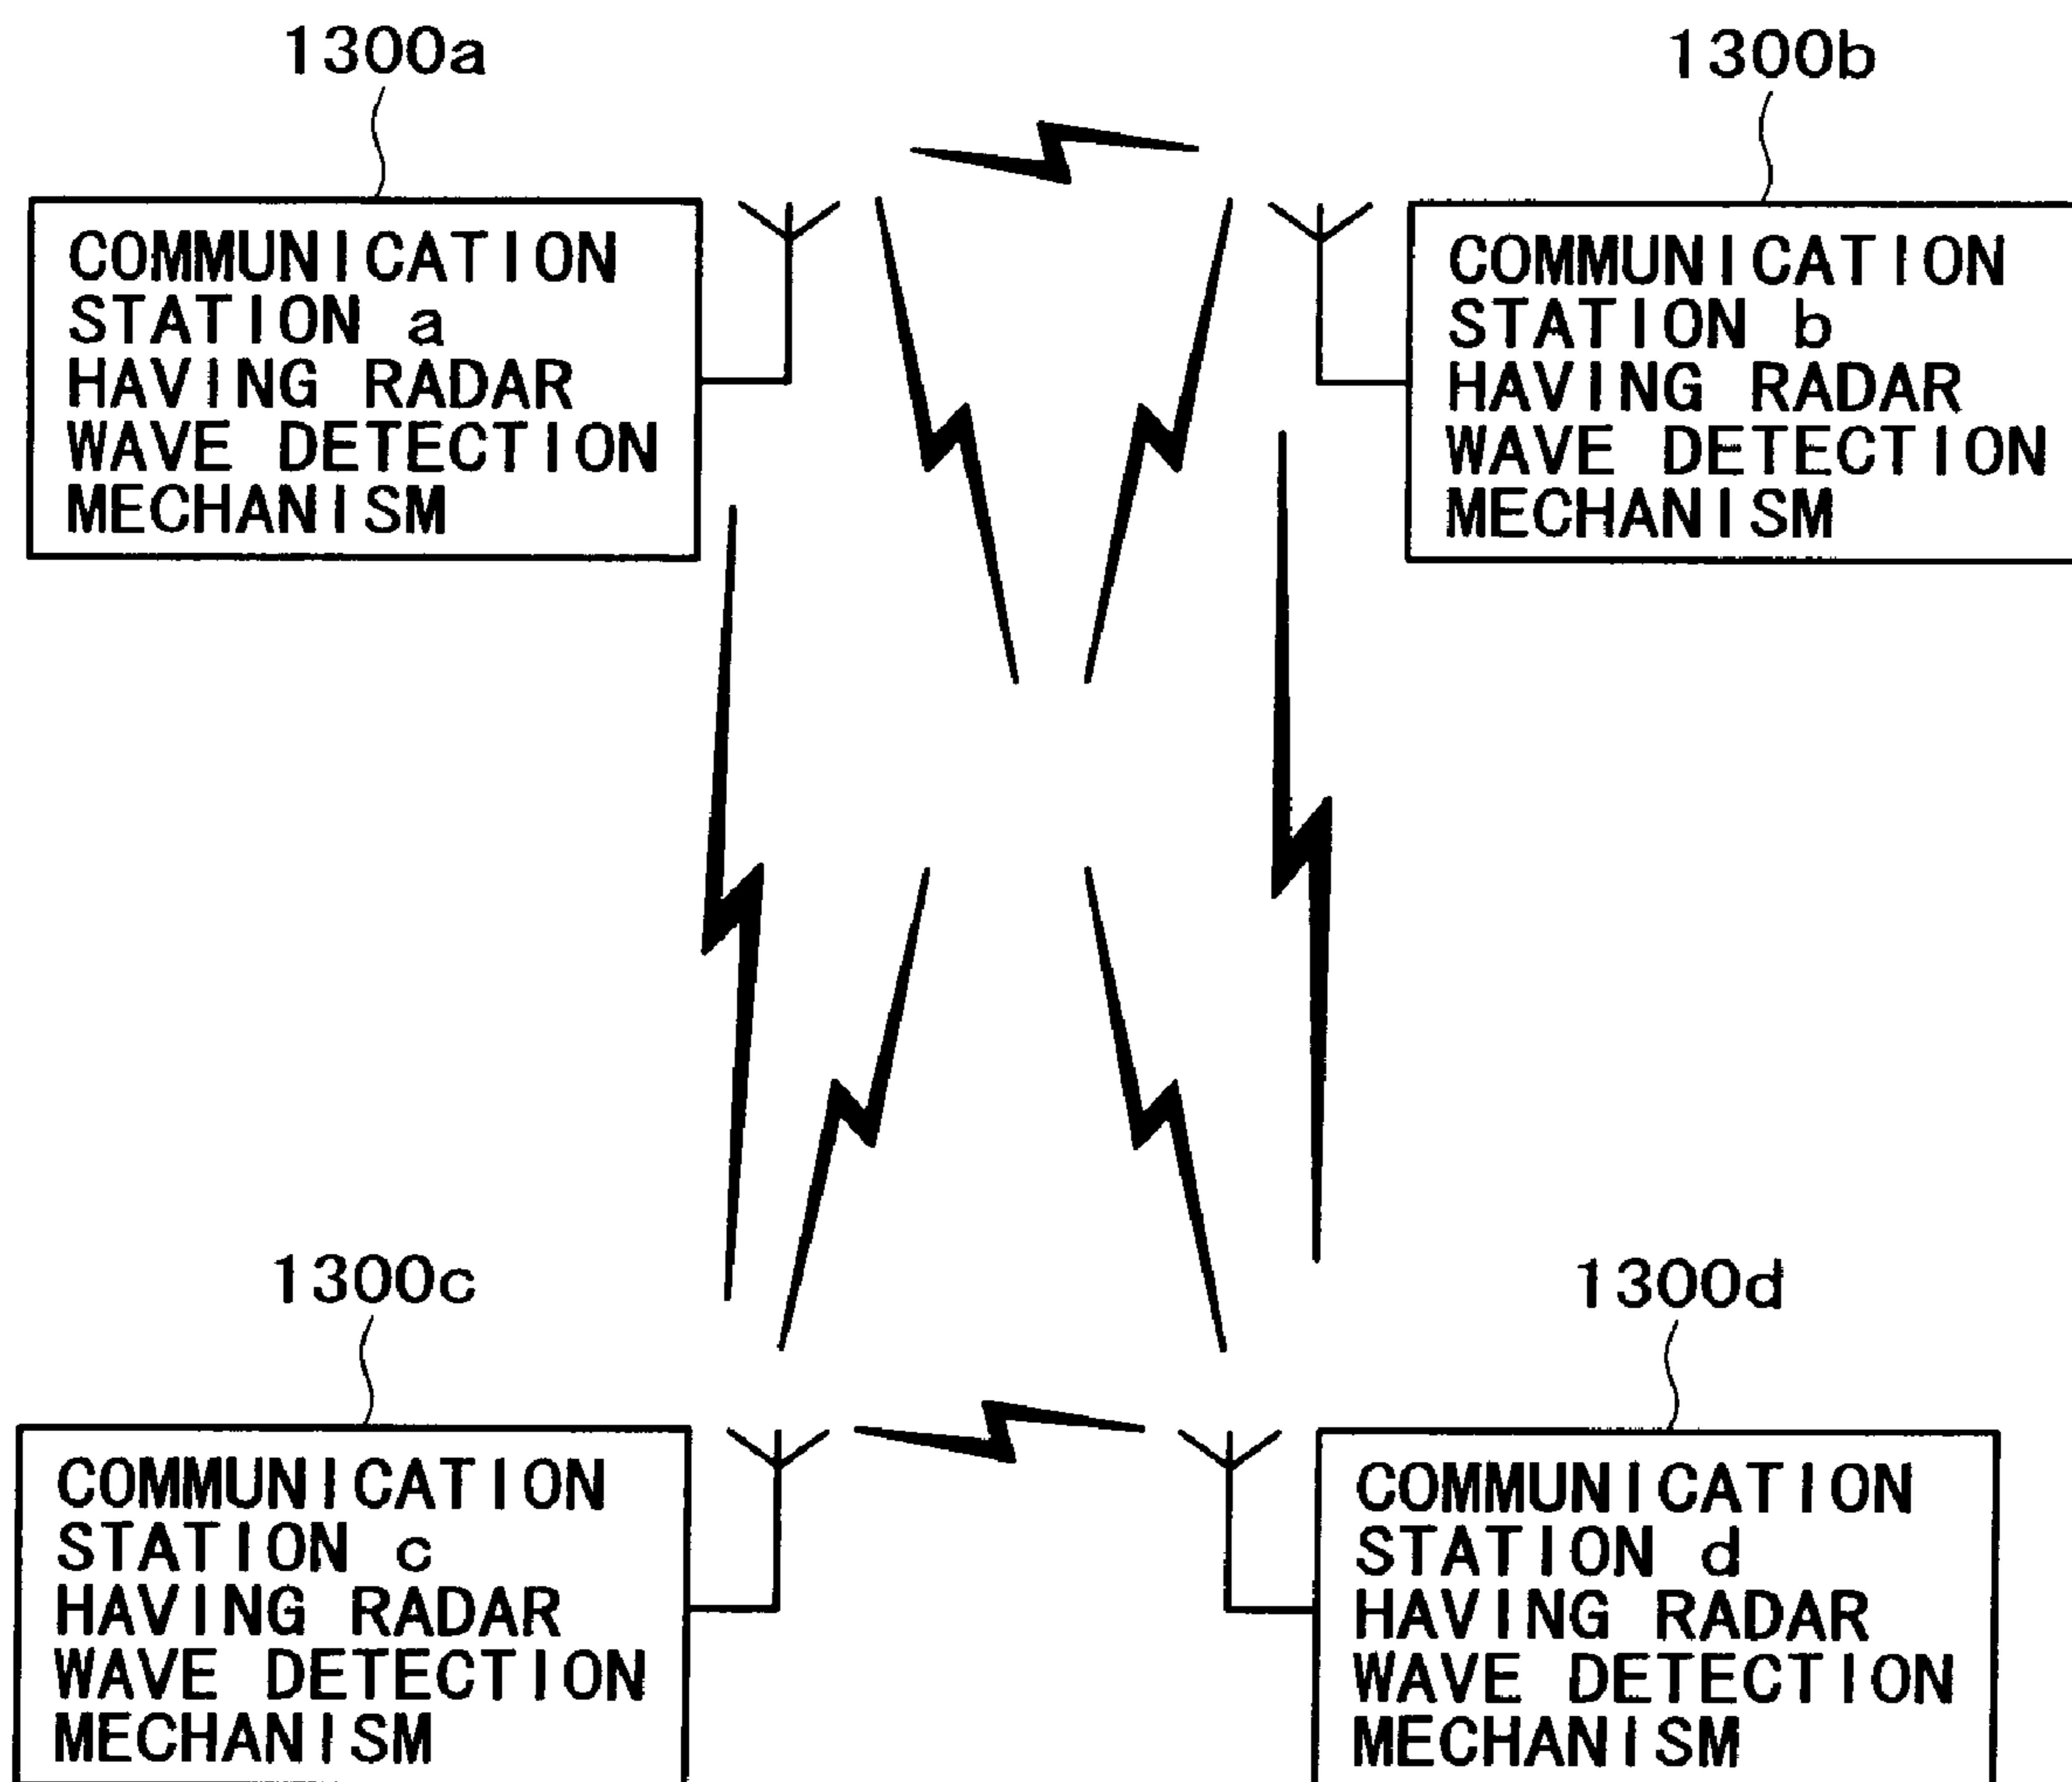 1300a
1300b
COMMUNICATION
STATION a
HAVING RADAR
WAVE DETECTION
MECHANISM
COMMUNICATION
STATION b
HAVING RADAR
WAVE DETECTION
MECHANISM
1300c
1300d
COMMUNICATION
STATION c
HAVING RADAR
WAVE DETECTION
MECHANISM
COMMUNICATION
STATION d
HAVING RADAR
WAVE DETECTION
MECHANISM